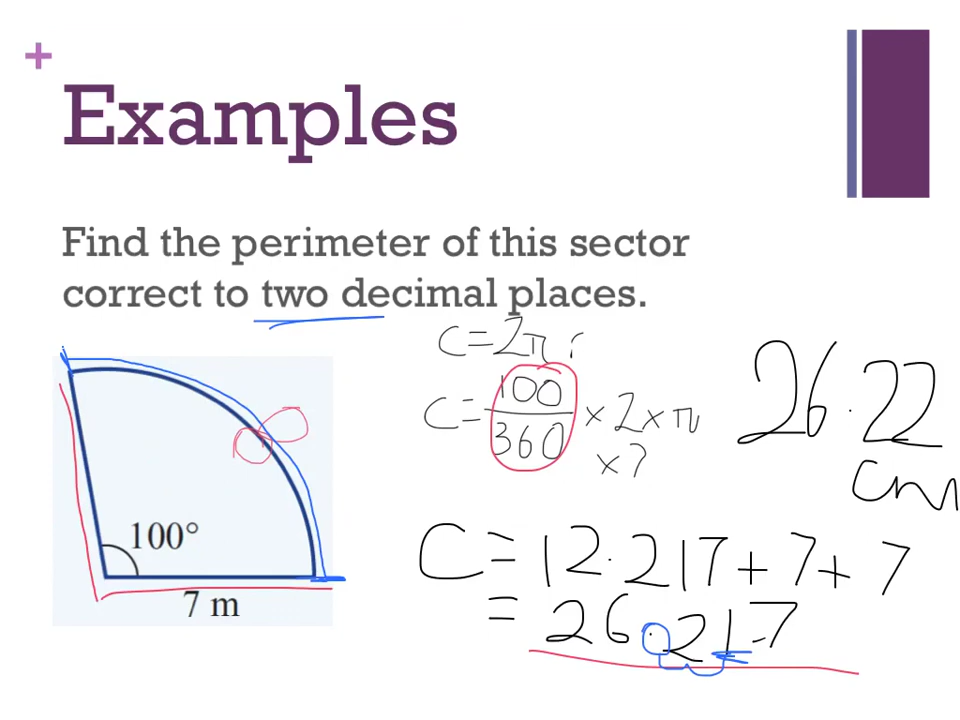 +
Examples
Find the perimeter of this sector
correct to two decimal places.
C=2πr
C=100/360 ×2×π
×7
26.22
cm
100°
7 m
C=12.217+7+7
=26.217